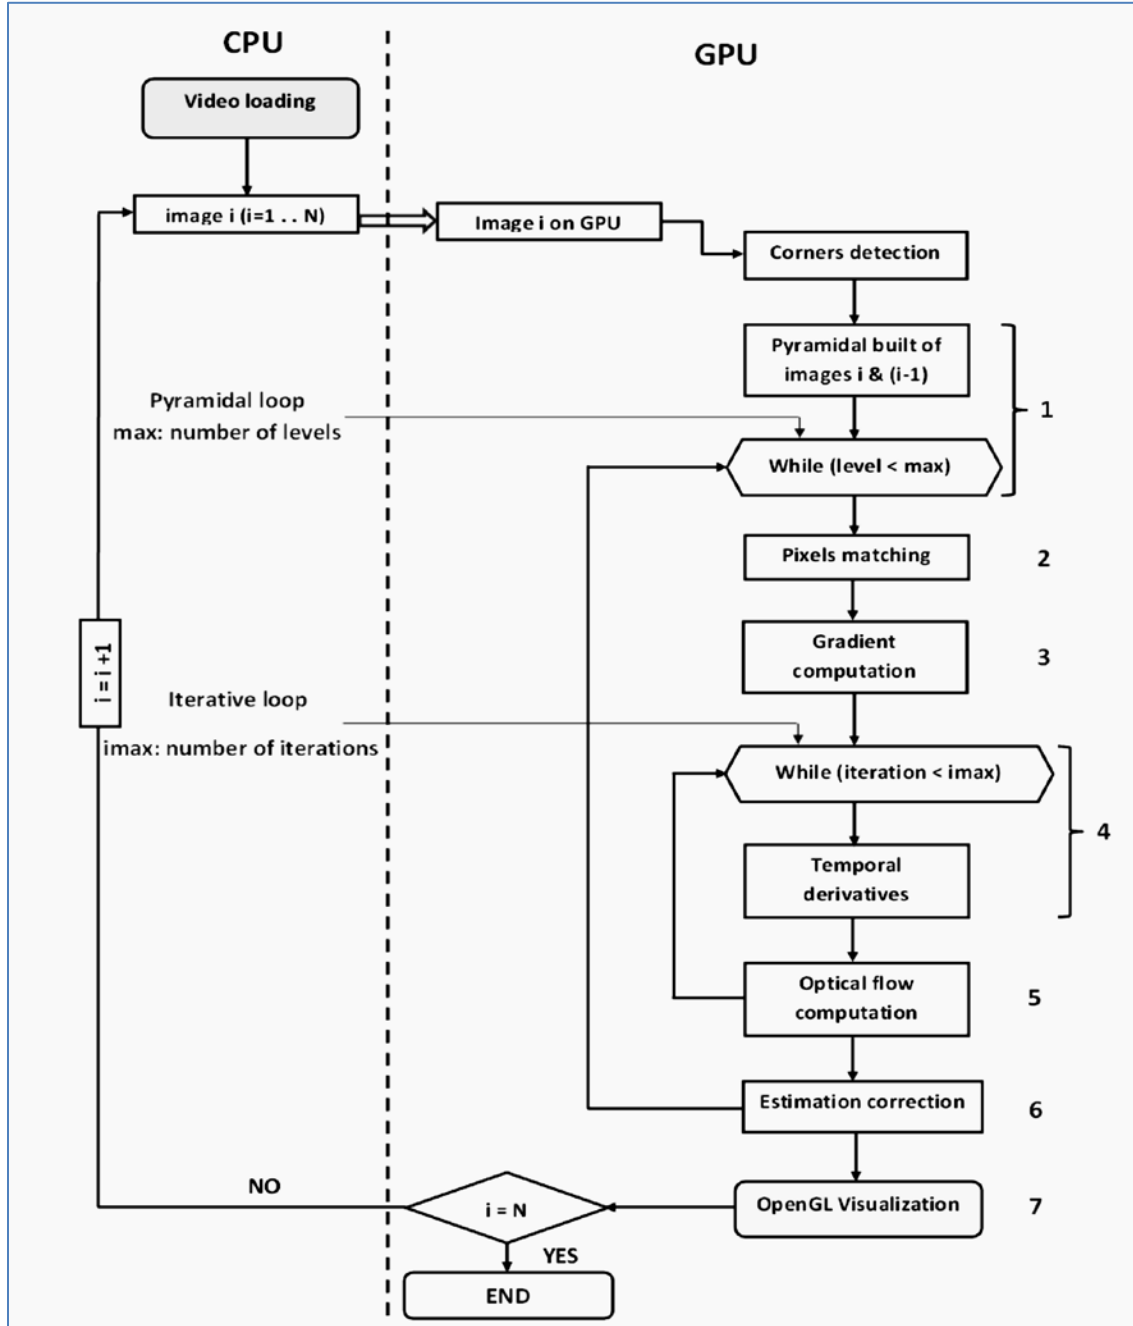 CPU
GPU
Video loading
image i (i=1 . . N)
Image i on GPU
Corners detection
Pyramidal built of
images i & (i-1)
1
Pyramidal loop
max: number of levels
While (level < max)
Pixels matching
2
Gradient
computation
3
i = i +1
Iterative loop
imax: number of iterations
While (iteration < imax)
4
Temporal
derivatives
Optical flow
computation
5
Estimation correction
6
OpenGL Visualization
7
NO
i = N
YES
END